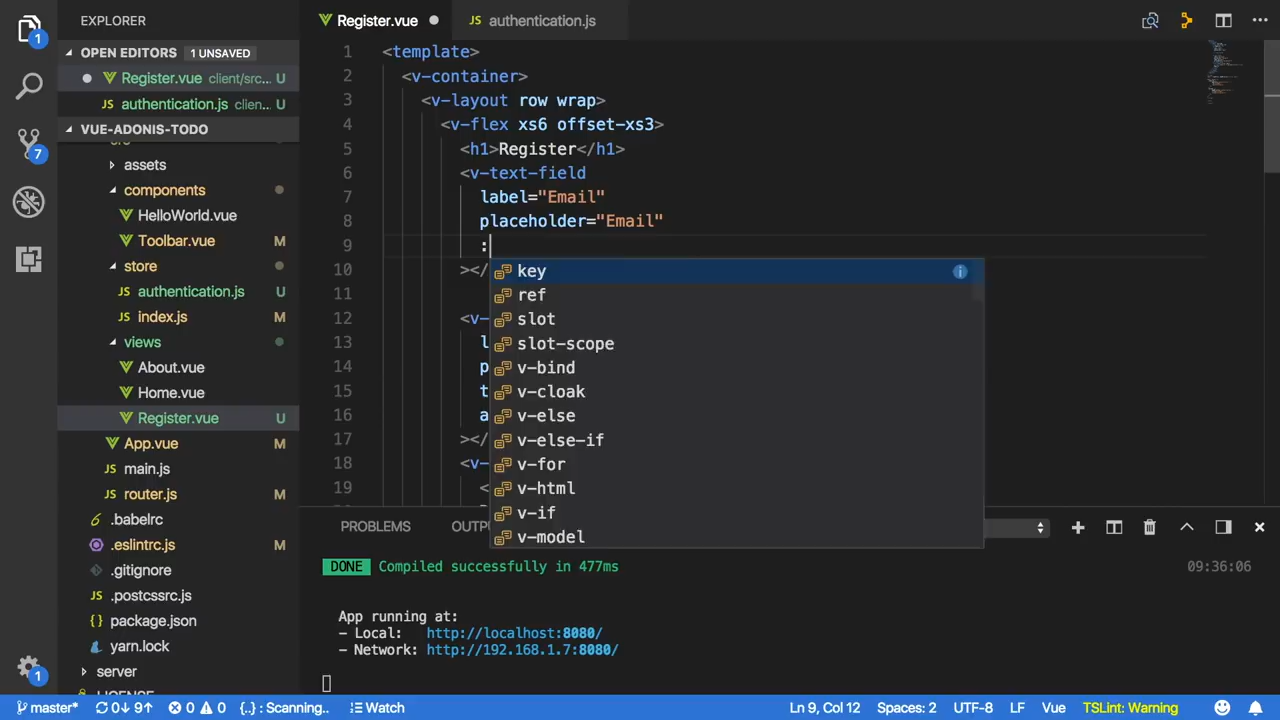 EXPLORER
OPEN EDITORS 1 UNSAVED
Register.vue client/src... U
authentication.js clien... U
VUE-ADONIS-TODO
assets
components
HelloWorld.vue
Toolbar.vue M
store
authentication.js U
index.js M
views
About.vue
Home.vue
Register.vue U
App.vue M
main.js
router.js M
.babelrc
.eslintrc.js M
.gitignore
.postcssrc.js
package.json
yarn.lock
server
1
7
1
Register.vue
authentication.js
1 <template>
2 <v-container>
3 <v-layout row wrap>
4 <v-flex xs6 offset-xs3>
5 <h1>Register</h1>
6 <v-text-field
7 label="Email"
8 placeholder="Email"
9 :
10 ></
11
12 <v-
13 l
14 p
15 t
16 a
17 ></
18 <v-
19 <
key
ref
slot
slot-scope
v-bind
v-cloak
v-else
v-else-if
v-for
v-html
v-if
v-model
PROBLEMS OUTPU
DONE Compiled successfully in 477ms 09:36:06
App running at:
- Local: http://localhost:8080/
- Network: http://192.168.1.7:8080/
master* 0↓ 9↑ 0 0 {..} : Scanning.. Watch Ln 9, Col 12 Spaces: 2 UTF-8 LF Vue TSLint: Warning